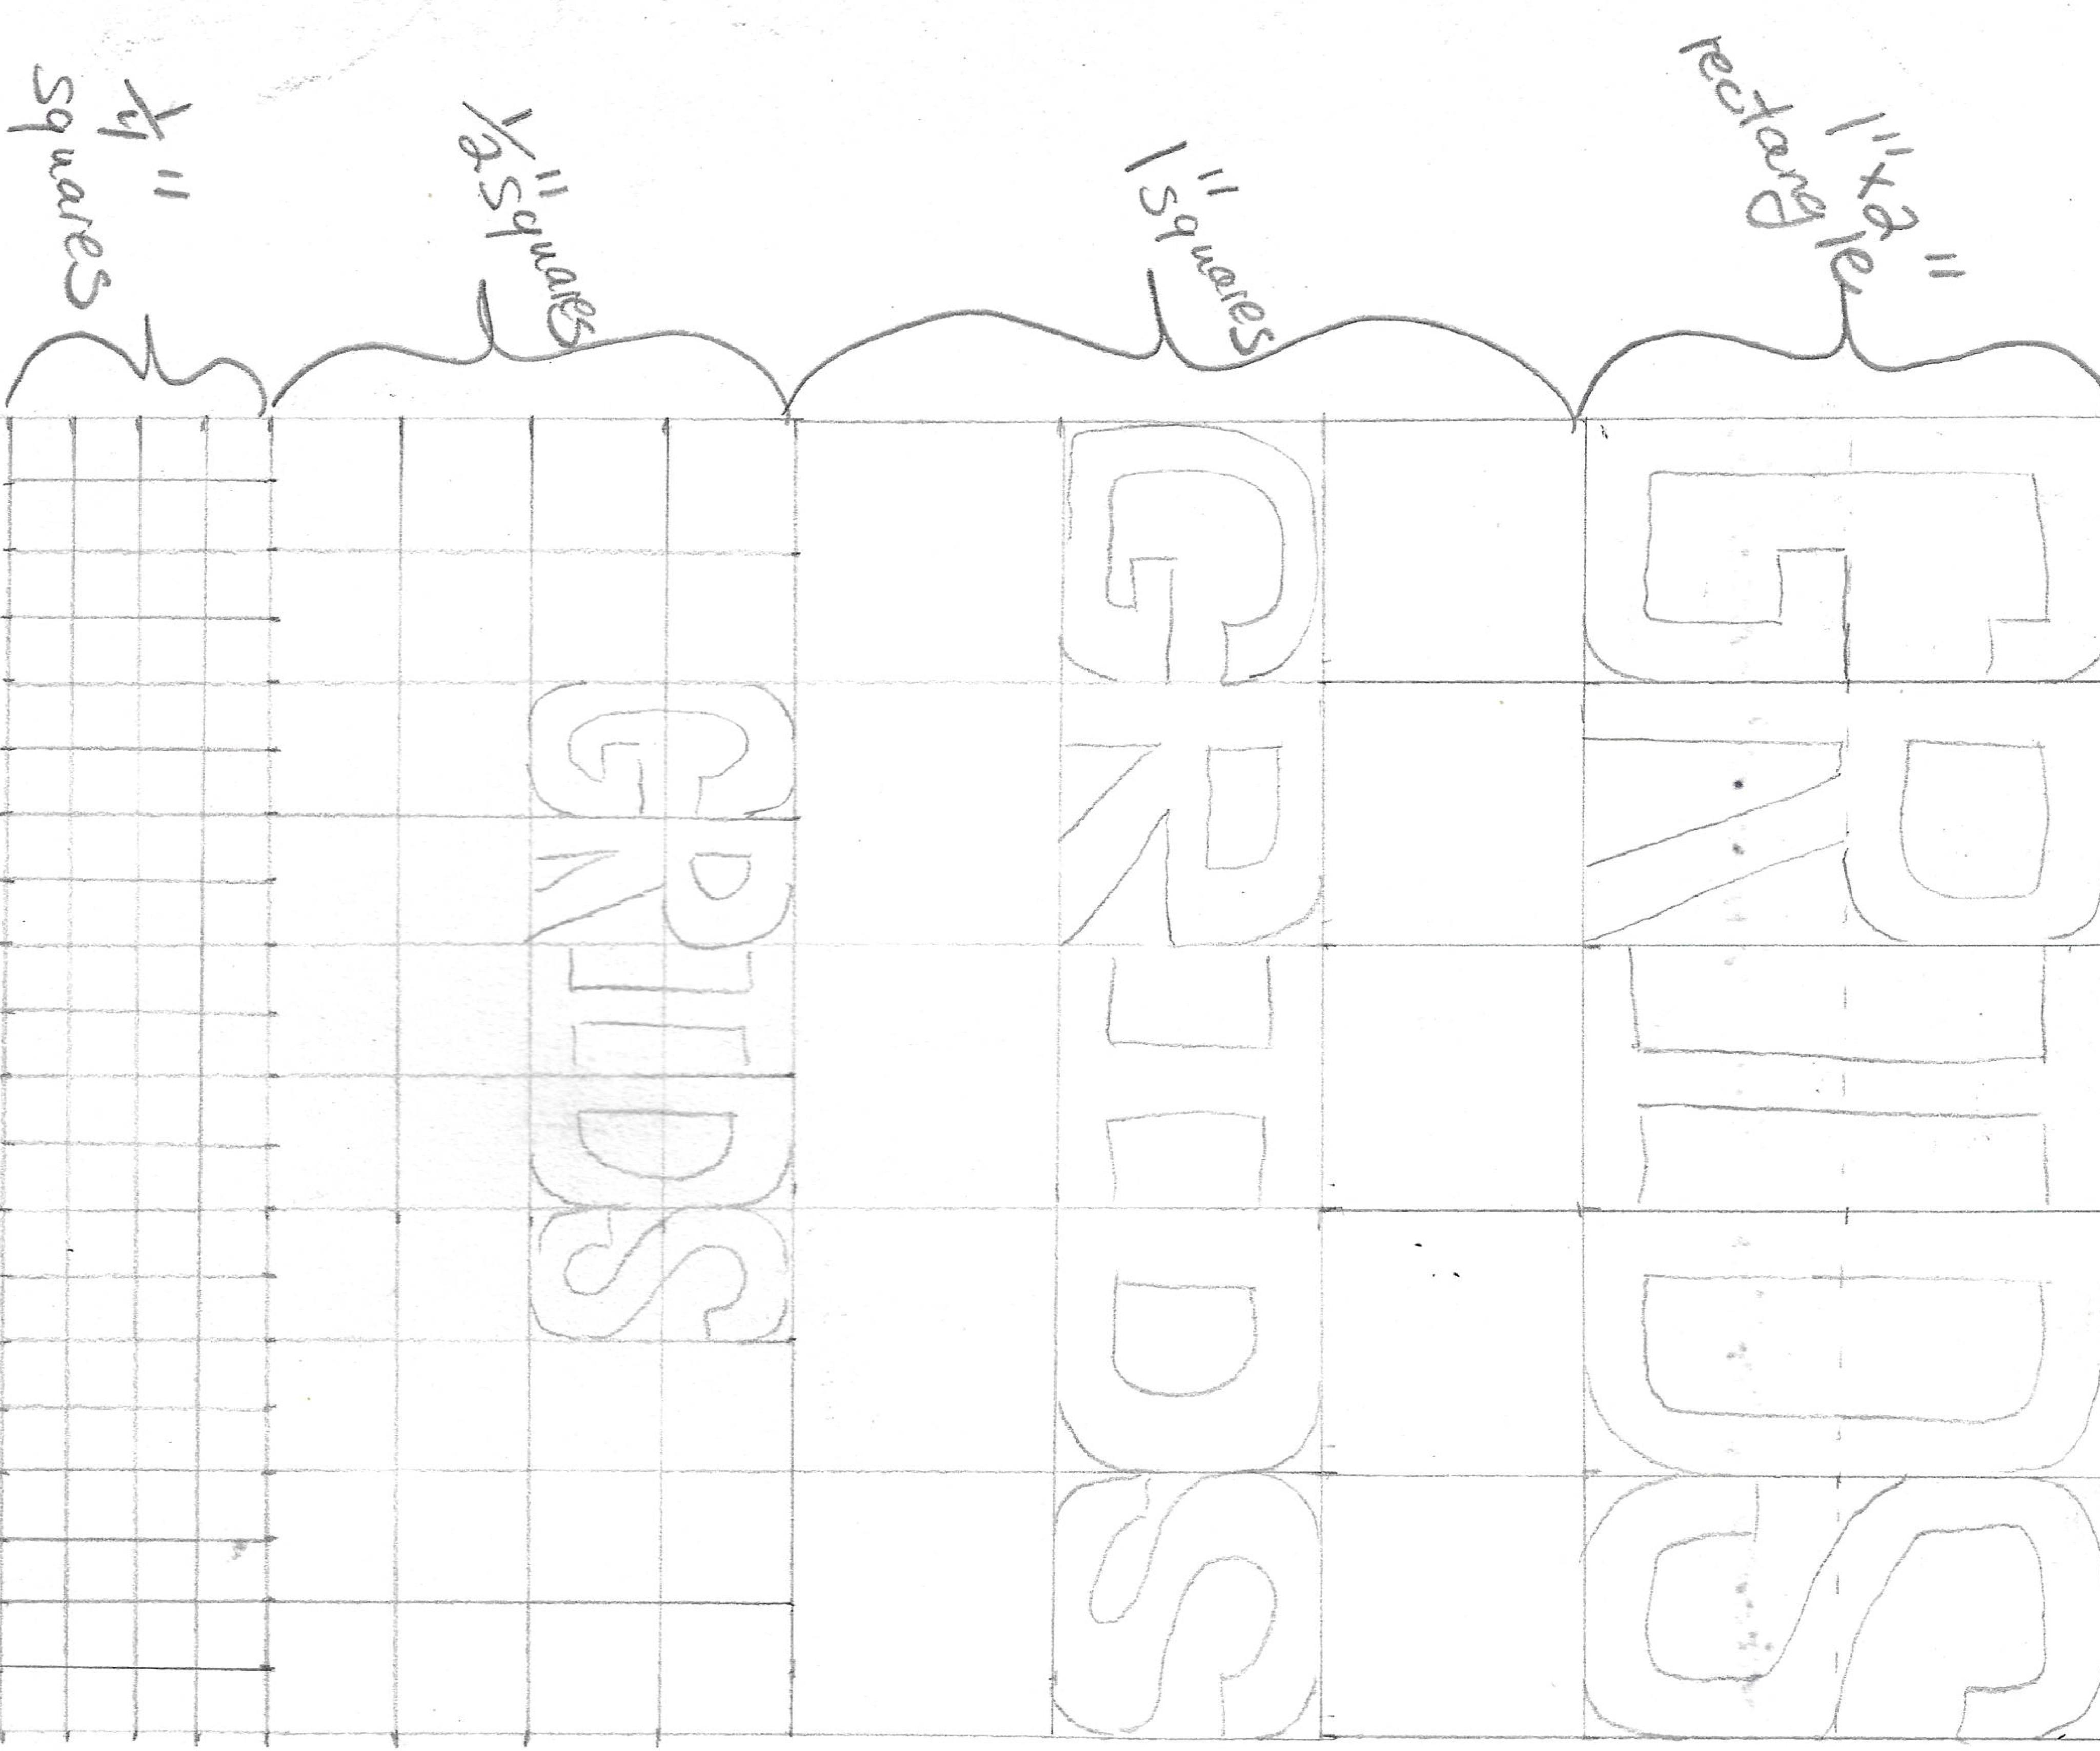 1"x2"
rectangle
GRIDS
1"
squares
GRIDS
1/2"
squares
GRIDS
1/4"
squares